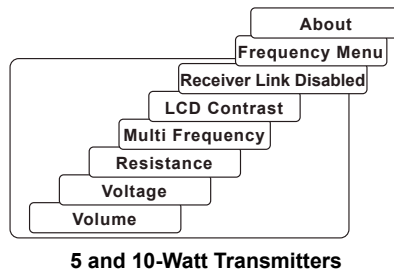 About
Frequency Menu
Receiver Link Disabled
LCD Contrast
Multi Frequency
Resistance
Voltage
Volume
5 and 10-Watt Transmitters